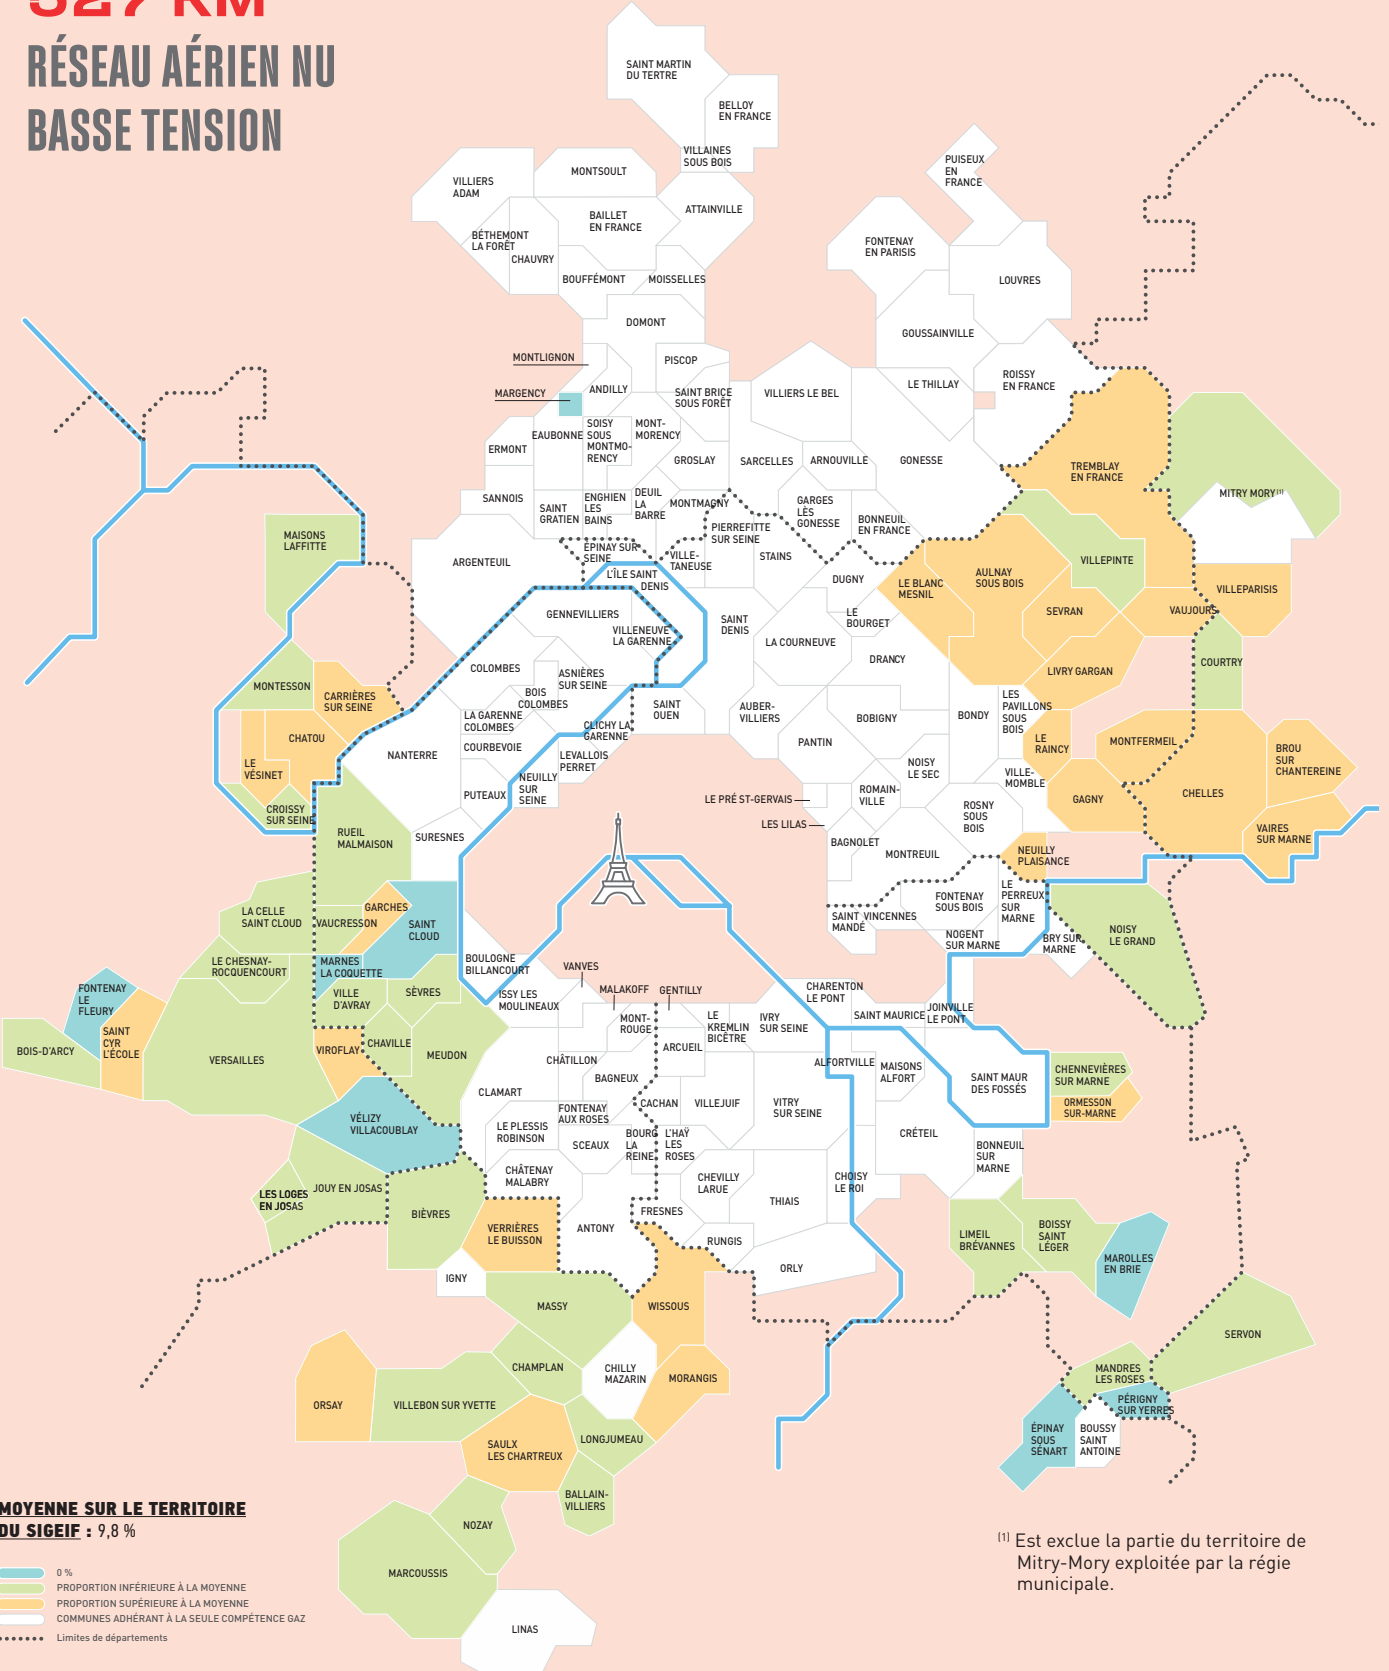 527 KM
RÉSEAU AÉRIEN NU
BASSE TENSION
SAINT MARTIN
DU TERTRE
BELLOY
EN FRANCE
VILLAINES
SOUS BOIS
MONTSOULT
VILLIERS
ADAM
ATTAINVILLE
BAILLET
EN FRANCE
BÉTHEMONT
LA FORÊT
CHAUVRY
BOUFFÉMONT
MOISSELLES
PUISEUX
EN
FRANCE
FONTENAY
EN PARISIS
LOUVRES
DOMONT
GOUSSAINVILLE
MONTLIGNON
PISCOP
MARGENCY
ANDILLY
SAINT BRICE
SOUS FORÊT
VILLIERS LE BEL
LE THILLAY
ROISSY
EN FRANCE
EAUBONNE
SOISY
SOUS
MONTMO-
RENCY
MONT-
MORENCY
ERMONT
GROSLAY
SARCELLES
ARNOUVILLE
GONESSE
TREMBLAY
EN FRANCE
MITRY MORY(1)
SANNOIS
SAINT
GRATIEN
ENGHIEN
LES
BAINS
DEUIL
LA
BARRE
MONTMAGNY
GARGES
LÈS
GONESSE
BONNEUIL
EN FRANCE
PIERREFITTE
SUR SEINE
MAISONS
LAFFITTE
ARGENTEUIL
ÉPINAY SUR
SEINE
VILLE-
TANEUSE
STAINS
L'ÎLE SAINT
DENIS
DUGNY
LE BLANC
MESNIL
AULNAY
SOUS BOIS
VILLEPINTE
VILLEPARISIS
GENNEVILLIERS
VILLENEUVE
LA GARENNE
SAINT
DENIS
LE
BOURGET
LA COURNEUVE
SEVRAN
VAUJOURS
COURTRY
DRANCY
LIVRY GARGAN
COLOMBES
ASNIÈRES
SUR SEINE
BOIS
COLOMBES
MONTESSON
CARRIÈRES
SUR SEINE
LA GARENNE
COLOMBES
CLICHY LA
GARENNE
SAINT
OUEN
AUBER-
VILLIERS
BOBIGNY
BONDY
LES
PAVILLONS
SOUS
BOIS
CHATOU
NANTERRE
COURBEVOIE
LEVALLOIS
PERRET
PANTIN
LE
RAINCY
MONTFERMEIL
BROU
SUR
CHANTEREINE
LE
VÉSINET
NOISY
LE SEC
VILLE-
MOMBLE
PUTEAUX
NEUILLY
SUR
SEINE
LE PRÉ ST-GERVAIS
ROMAIN-
VILLE
GAGNY
CHELLES
CROISSY
SUR SEINE
ROSNY
SOUS
BOIS
LES LILAS
RUEIL
MALMAISON
SURESNES
BAGNOLET
MONTREUIL
NEUILLY
PLAISANCE
VAIRES
SUR MARNE
LE
PERREUX
SUR
MARNE
FONTENAY
SOUS BOIS
LA CELLE
SAINT CLOUD
VAUCRESSON
GARCHES
SAINT
CLOUD
SAINT
MANDÉ
VINCENNES
NOGENT
SUR MARNE
BRY SUR
MARNE
NOISY
LE GRAND
LE CHESNAY-
ROCQUENCOURT
MARNES
LA COQUETTE
BOULOGNE
BILLANCOURT
VANVES
FONTENAY
LE
FLEURY
VILLE
D'AVRAY
SÈVRES
ISSY LES
MOULINEAUX
MALAKOFF
GENTILLY
CHARENTON
LE PONT
SAINT MAURICE
JOINVILLE
LE PONT
MONT-
ROUGE
LE
KREMLIN
BICÊTRE
IVRY
SUR SEINE
SAINT
CYR
L'ÉCOLE
BOIS-D'ARCY
VERSAILLES
VIROFLAY
CHAVILLE
MEUDON
CHÂTILLON
ARCUEIL
ALFORTVILLE
MAISONS
ALFORT
BAGNEUX
SAINT MAUR
DES FOSSÉS
CHENNEVIÈRES
SUR MARNE
CLAMART
CACHAN
VILLEJUIF
VITRY
SUR SEINE
ORMESSON
SUR-MARNE
VÉLIZY
VILLACOUBLAY
FONTENAY
AUX ROSES
LE PLESSIS
ROBINSON
SCEAUX
BOURG
LA
REINE
L'HAŸ
LES
ROSES
CRÉTEIL
BONNEUIL
SUR
MARNE
CHÂTENAY
MALABRY
CHEVILLY
LARUE
CHOISY
LE ROI
JOUY EN JOSAS
LES LOGES
EN JOSAS
BIÈVRES
THIAIS
FRESNES
VERRIÈRES
LE BUISSON
ANTONY
RUNGIS
LIMEIL
BRÉVANNES
BOISSY
SAINT
LÉGER
MAROLLES
EN BRIE
ORLY
IGNY
MASSY
WISSOUS
SERVON
CHAMPLAN
CHILLY
MAZARIN
MORANGIS
MANDRES
LES ROSES
ORSAY
VILLEBON SUR YVETTE
PÉRIGNY
SUR YERRES
ÉPINAY
SOUS
SÉNART
BOUSSY
SAINT
ANTOINE
SAULX
LES CHARTREUX
LONGJUMEAU
BALLAIN-
VILLIERS
NOZAY
MARCOUSSIS
LINAS
MOYENNE SUR LE TERRITOIRE
DU SIGEIF : 9,8 %
0 %
PROPORTION INFÉRIEURE À LA MOYENNE
PROPORTION SUPÉRIEURE À LA MOYENNE
COMMUNES ADHÉRANT À LA SEULE COMPÉTENCE GAZ
Limites de départements
(1) Est exclue la partie du territoire de
Mitry-Mory exploitée par la régie
municipale.